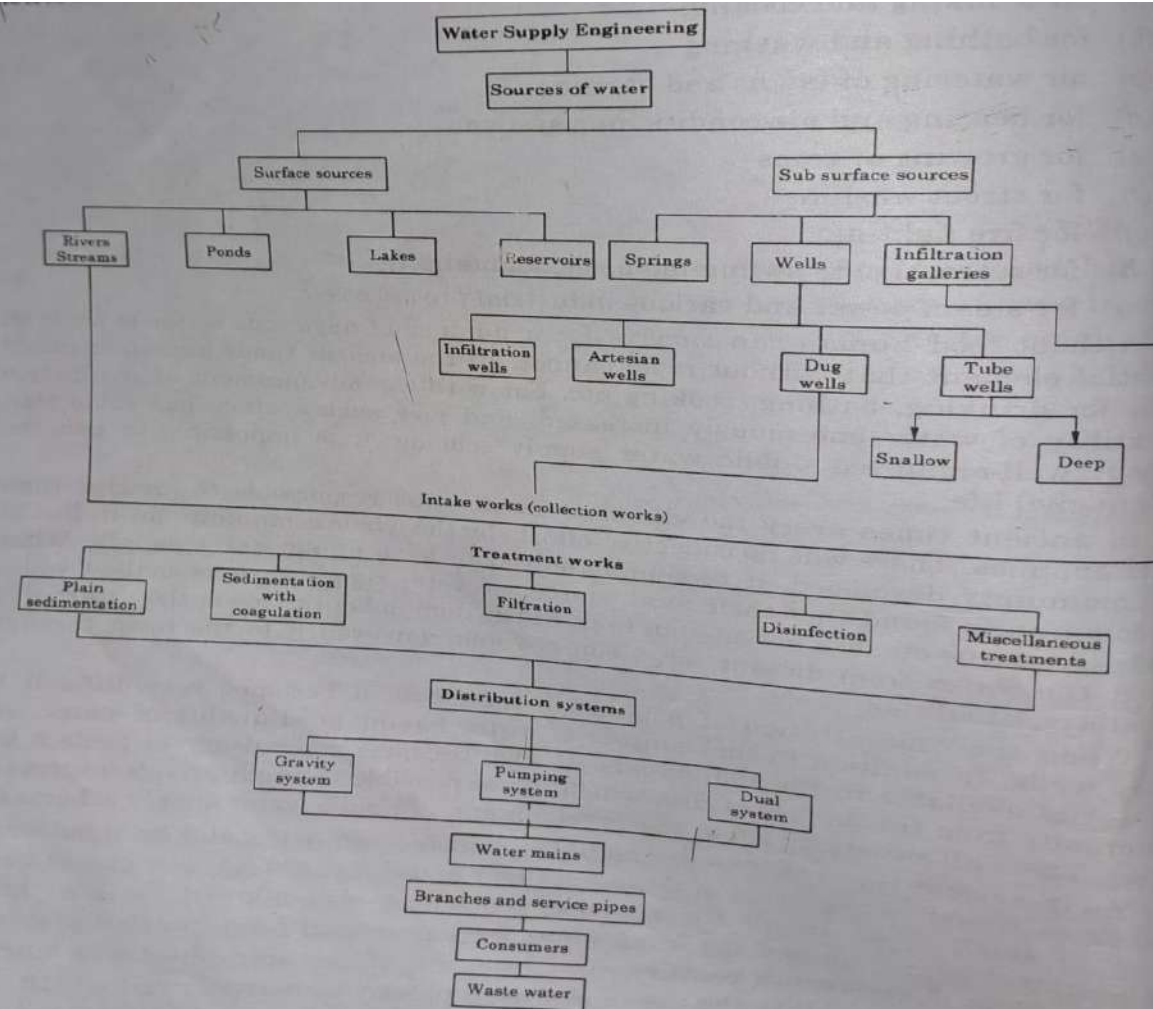 Water Supply Engineering
Sources of water
Surface sources
Sub surface sources
Rivers
Streams
Ponds
Lakes
Reservoirs
Springs
Wells
Infiltration
galleries
Infiltration
wells
Artesian
wells
Dug
wells
Tube
wells
Snallow
Deep
Intake works (collection works)
Treatment works
Plain
sedimentation
Sedimentation
with
coagulation
Filtration
Disinfection
Miscellaneous
treatments
Distribution systems
Gravity
system
Pumping
system
Dual
system
Water mains
Branches and service pipes
Consumers
Waste water